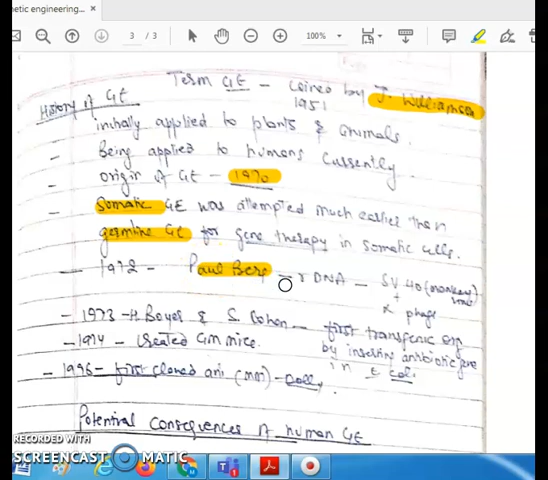 netic engineering...
3 / 3
100%
Term GE - coined by J. Williamson
1951
History of GE
initially applied to plants & animals.
- Being applied to humans currently.
- origin of GE - 1970
- Somatic GE was attempted much earlier than
germline GE for gene therapy in somatic cells.
- 1972 - Paul Berg - r DNA - SV 40 (monkey)
+
λ phage
- 1973 - H. Boyer & S. Cohen - first transgenic org
by inserting antibiotic gene
in E coli.
- 1974 - created GM mice.
- 1996 - first cloned ani (MM) - Dolly.
Potential consequences of human GE
RECORDED WITH
SCREENCAST MATIC